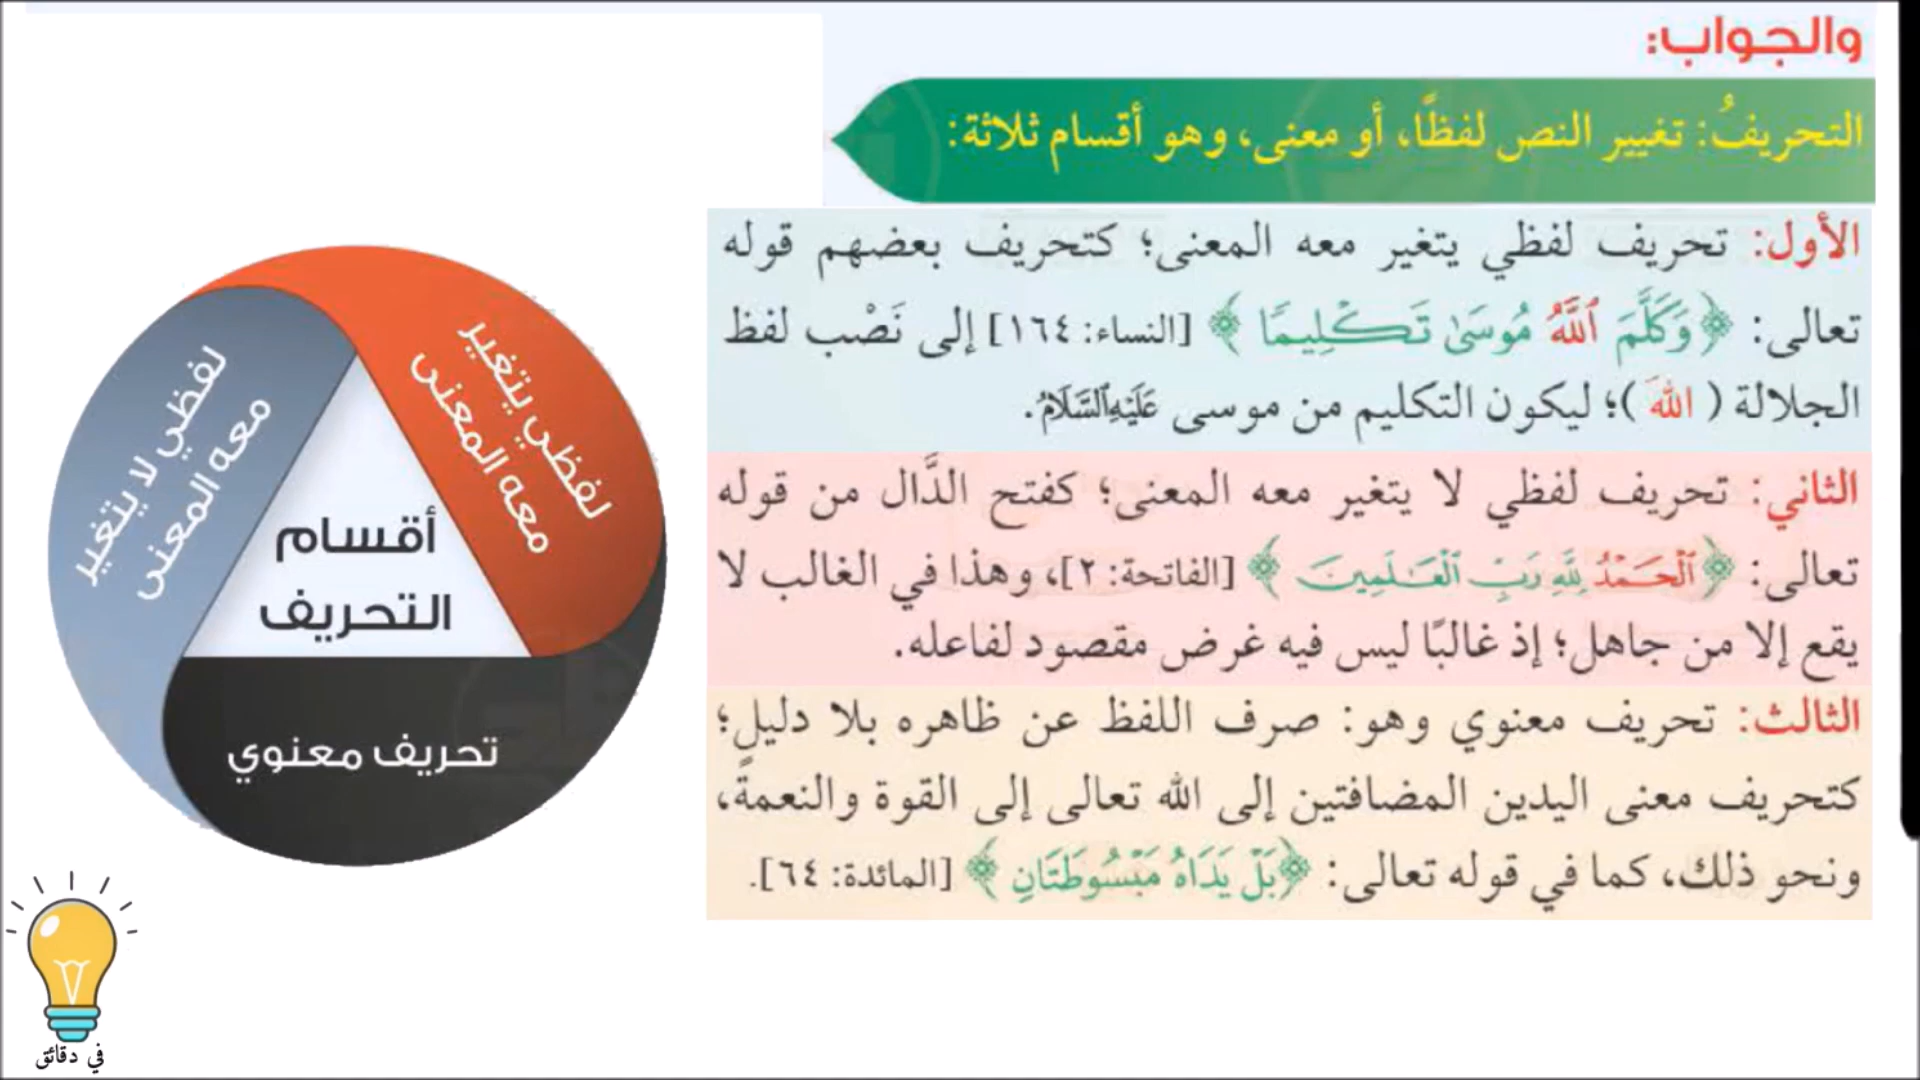 والجواب:
التحريفُ: تغيير النص لفظًا، أو معنى، وهو أقسام ثلاثة:
الأول: تحريف لفظي يتغير معه المعنى؛ كتحريف بعضهم قوله
تعالى: ﴿وَكَلَّمَ ٱللَّهُ مُوسَىٰ تَكۡلِيمٗا﴾ [النساء: ١٦٤] إلى نَصْب لفظ
الجلالة ( اللهَ )؛ ليكون التكليم من موسى عَلَيْهِٱلسَّلَامُ.
الثاني: تحريف لفظي لا يتغير معه المعنى؛ كفتح الدَّال من قوله
تعالى: ﴿ٱلۡحَمۡدُ لِلَّهِ رَبِّ ٱلۡعَٰلَمِينَ﴾ [الفاتحة: ٢]، وهذا في الغالب لا
يقع إلا من جاهل؛ إذ غالبًا ليس فيه غرض مقصود لفاعله.
الثالث: تحريف معنوي وهو: صرف اللفظ عن ظاهره بلا دليلٍ؛
كتحريف معنى اليدين المضافتين إلى الله تعالى إلى القوة والنعمة،
ونحو ذلك، كما في قوله تعالى: ﴿بَلۡ يَدَاهُ مَبۡسُوطَتَانِ﴾ [المائدة: ٦٤].
لفظي يتغير
معه المعنى
لفظي لا يتغير
معه المعنى
أقسام
التحريف
تحريف معنوي
في دقائق